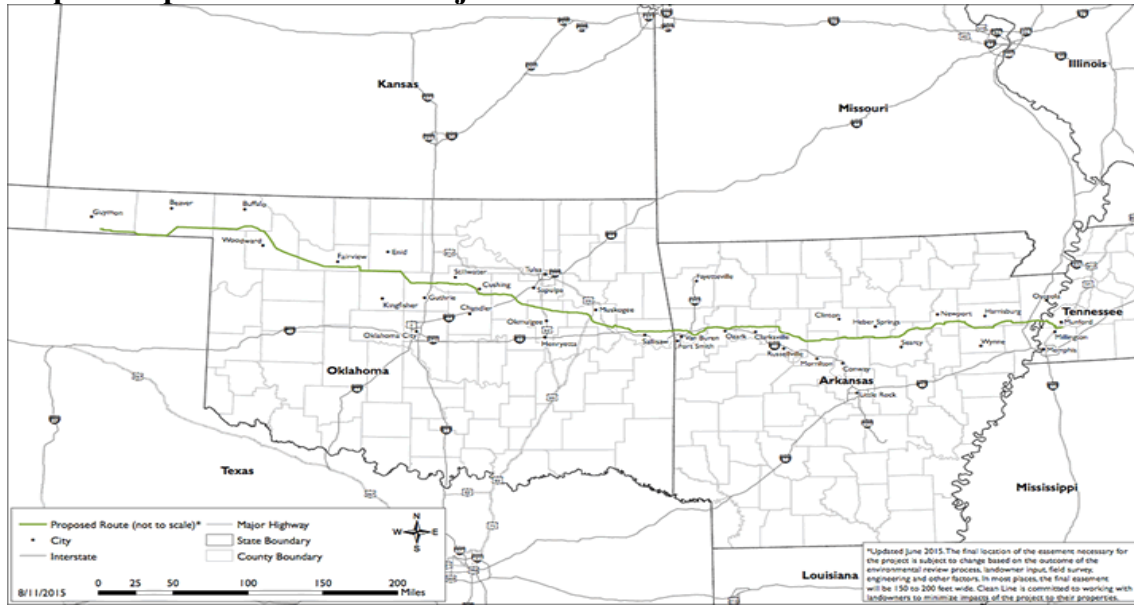 Kansas
Missouri
Illinois
Guymon
Beaver
Buffalo
Woodward
Fairview
Enid
Stillwater
Cushing
Tulsa
Sapulpa
Kingfisher
Guthrie
Chandler
Oklahoma City
Okmulgee
Muskogee
Henryetta
Sallisaw
Fayetteville
Van Buren
Fort Smith
Ozark
Clarksville
Russellville
Morrilton
Conway
Clinton
Heber Springs
Searcy
Newport
Harrisburg
Wynne
Osceola
Tennessee
Munford
Millington
Memphis
Oklahoma
Arkansas
Little Rock
Texas
Mississippi
Louisiana
Proposed Route (not to scale)*
City
Interstate
Major Highway
State Boundary
County Boundary
N
W E
S
0 25 50 100 150 200
Miles
8/11/2015
*Updated June 2015. The final location of the easement necessary for
the project is subject to change based on the outcome of the
environmental review process, landowner input, field survey,
engineering and other factors. In most places, the final easement
will be 150 to 200 feet wide. Clean Line is committed to working with
landowners to minimize impacts of the project to their properties.